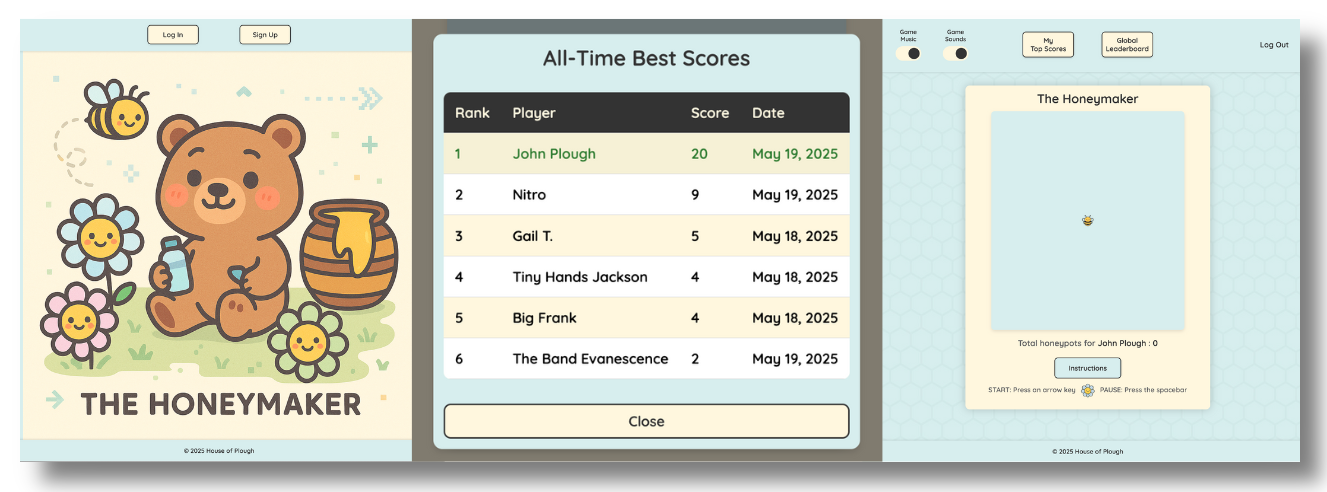 Log In
Sign Up
THE HONEYMAKER
© 2025 House of Plough
All-Time Best Scores
Rank Player Score Date
1 John Plough 20 May 19, 2025
2 Nitro 9 May 19, 2025
3 Gail T. 5 May 18, 2025
4 Tiny Hands Jackson 4 May 18, 2025
5 Big Frank 4 May 18, 2025
6 The Band Evanescence 2 May 19, 2025
Close
Game
Music
Game
Sounds
My
Top Scores
Global
Leaderboard
Log Out
The Honeymaker
Total honeypots for John Plough : 0
Instructions
START: Press an arrow key PAUSE: Press the spacebar
© 2025 House of Plough